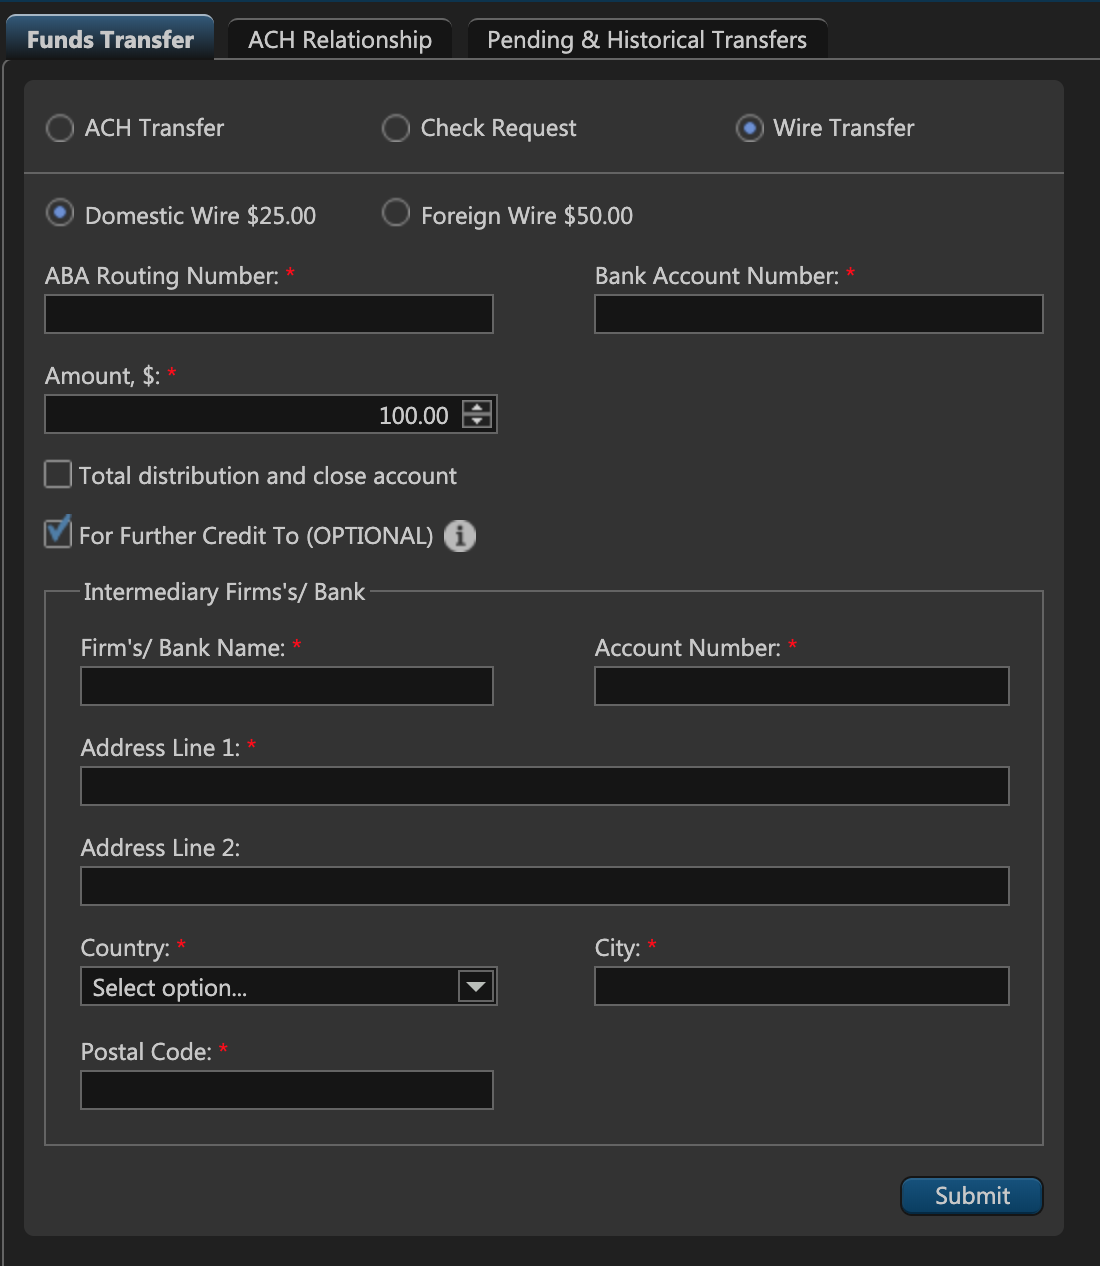 Funds Transfer ACH Relationship Pending & Historical Transfers
ACH Transfer Check Request Wire Transfer
Domestic Wire $25.00 Foreign Wire $50.00
ABA Routing Number: * Bank Account Number: *
Amount, $: *
100.00
Total distribution and close account
For Further Credit To (OPTIONAL) i
Intermediary Firms's/ Bank
Firm's/ Bank Name: * Account Number: *
Address Line 1: *
Address Line 2:
Country: * City: *
Select option...
Postal Code: *
Submit